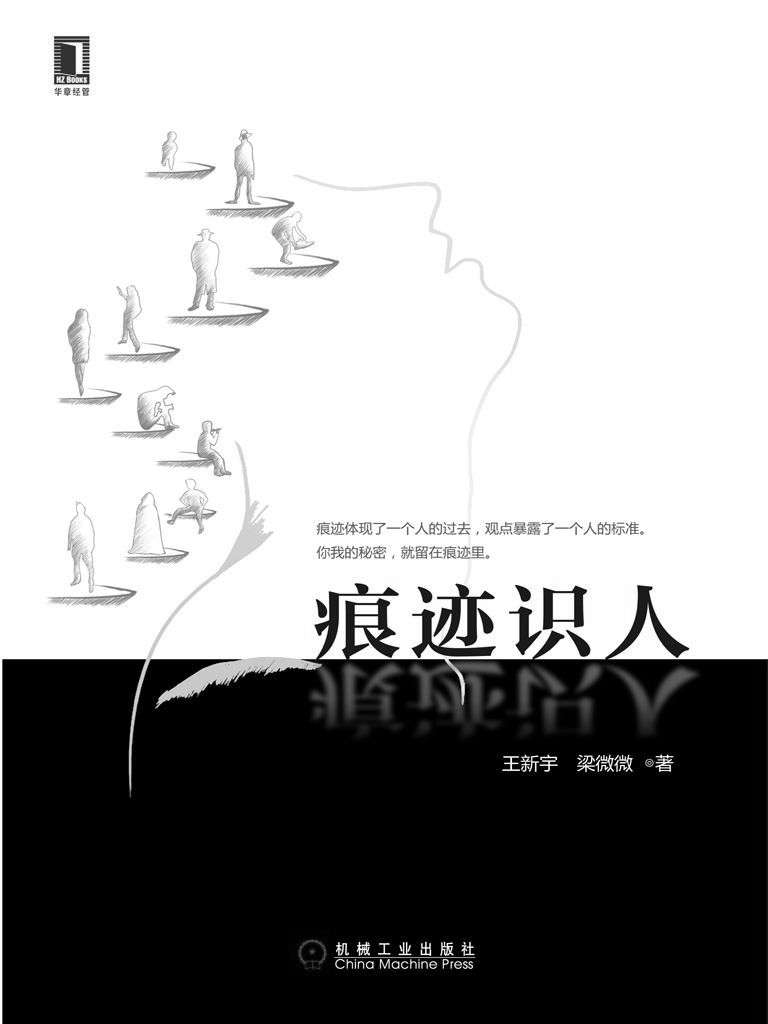 HZ BOOKS
华章经管
痕迹体现了一个人的过去，观点暴露了一个人的标准。
你我的秘密，就留在痕迹里。
痕迹识人
王新宇 梁微微 ◎著
机械工业出版社
China Machine Press